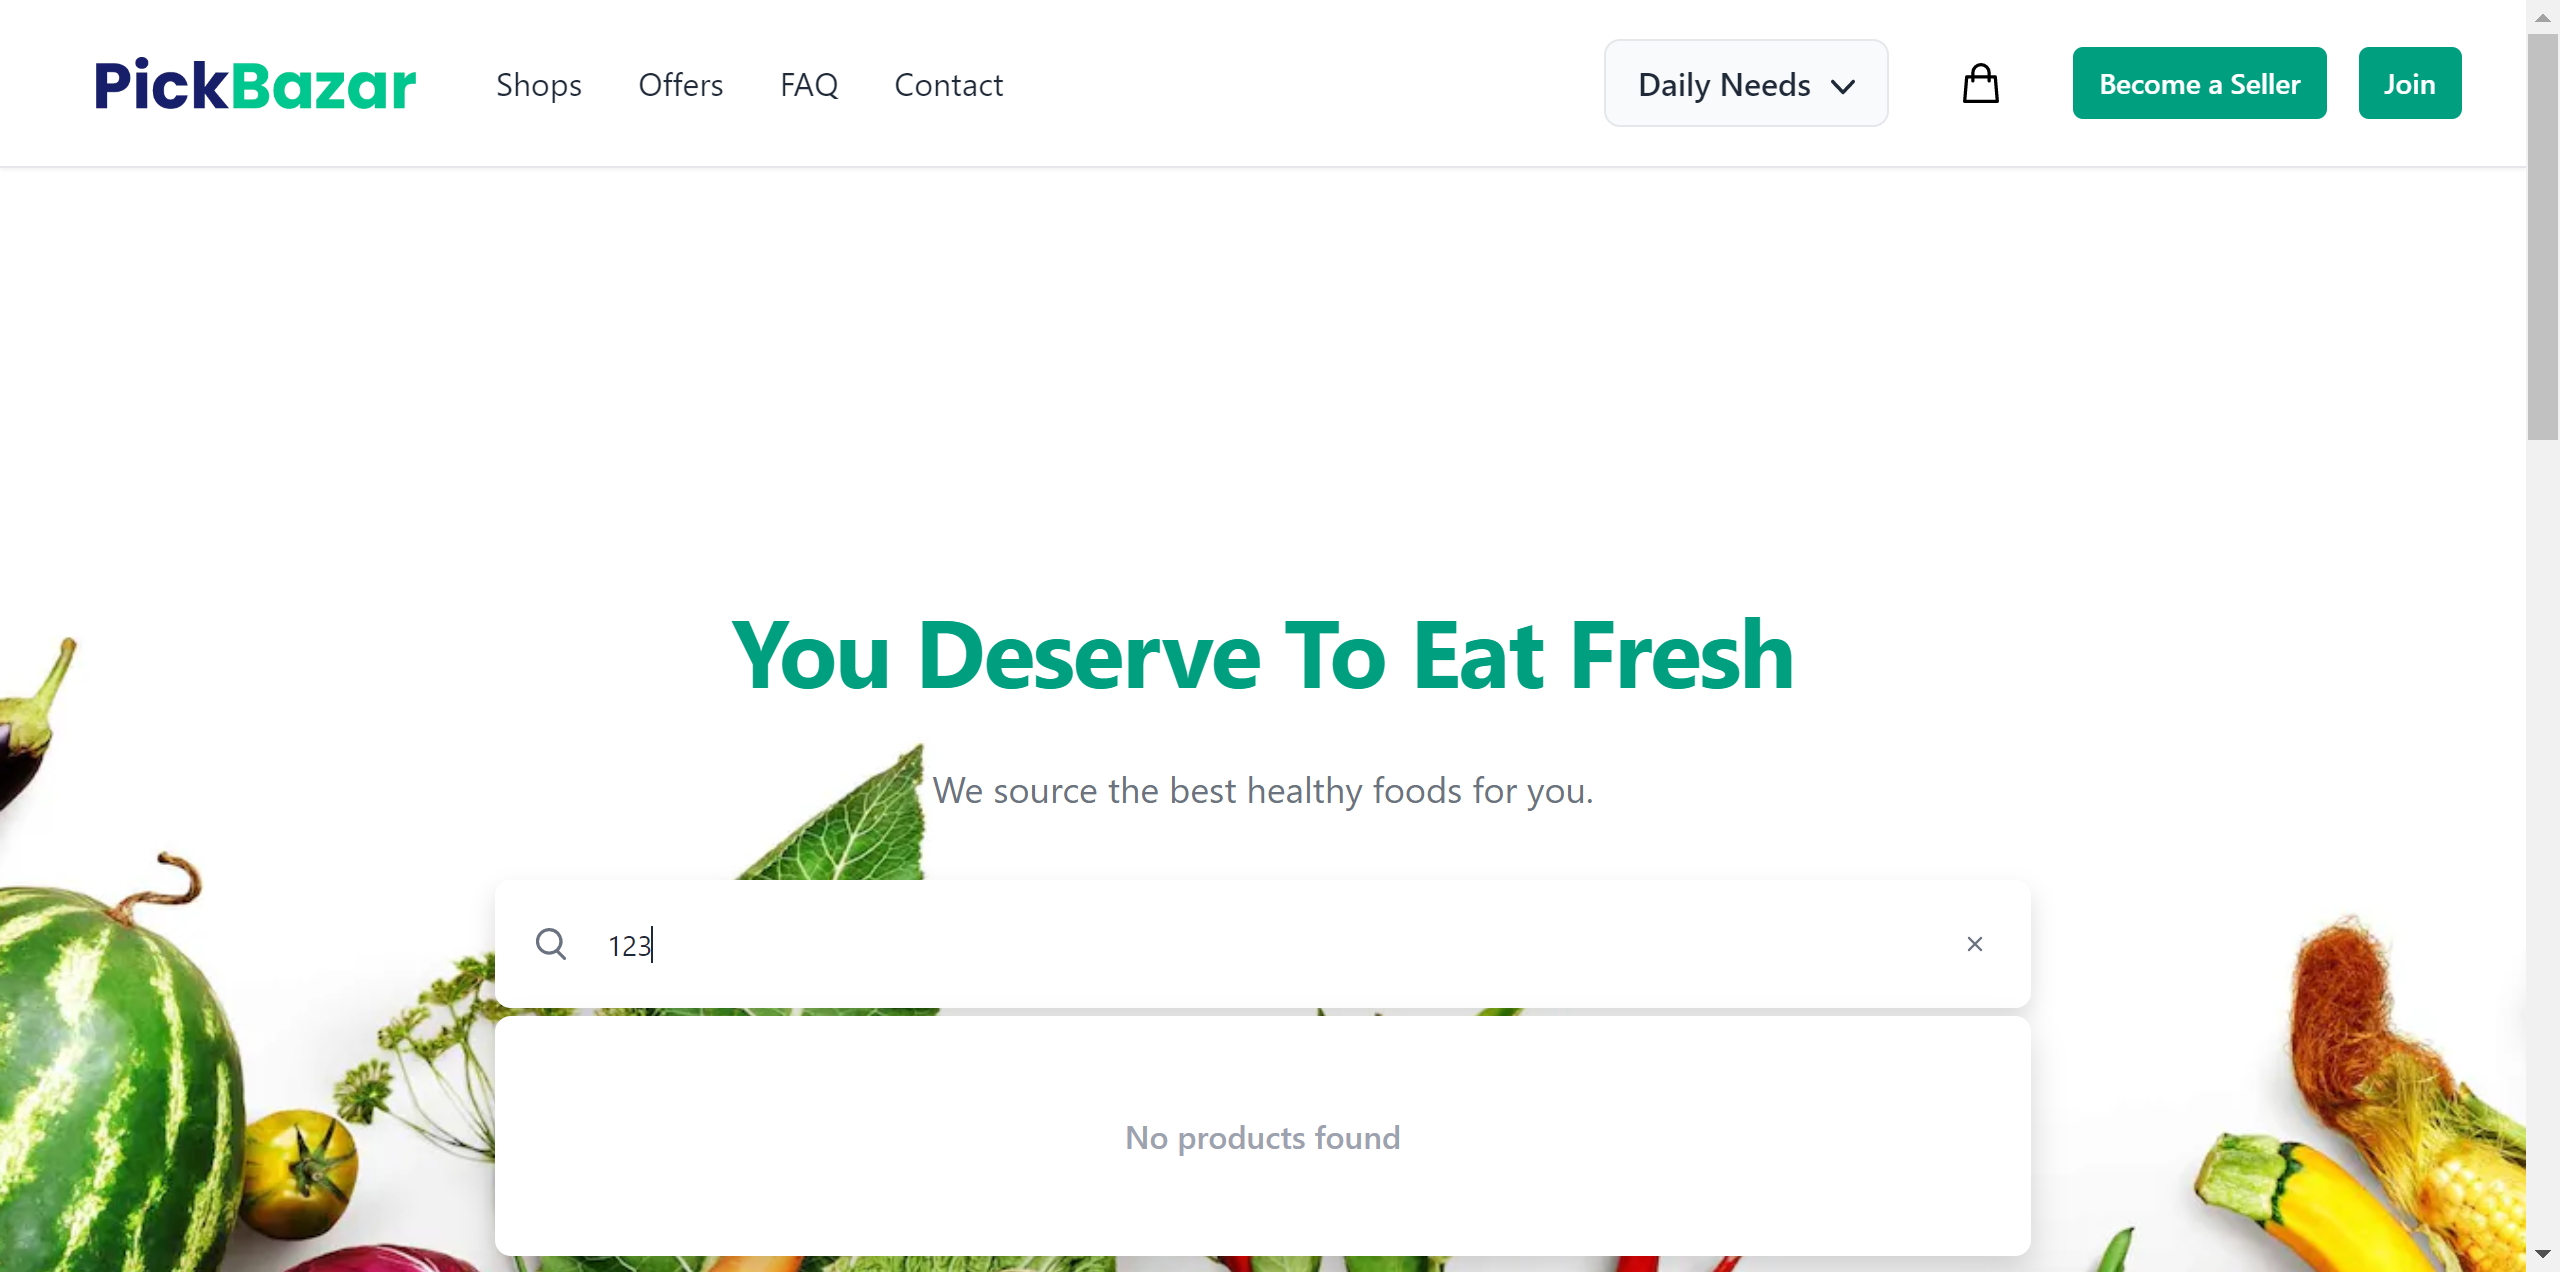 PickBazar
Shops Offers FAQ Contact
Daily Needs
Become a Seller
Join
You Deserve To Eat Fresh
We source the best healthy foods for you.
123
No products found